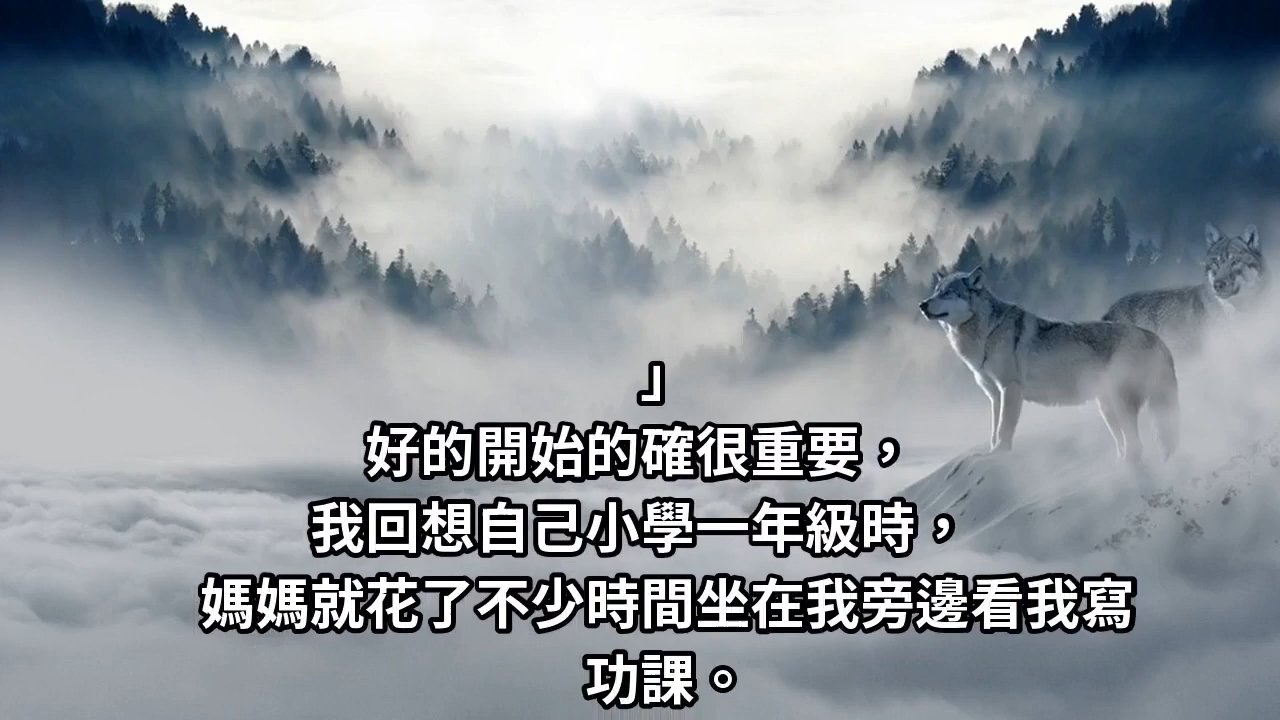 』
好的開始的確很重要，
我回想自己小學一年級時，
媽媽就花了不少時間坐在我旁邊看我寫
功課。